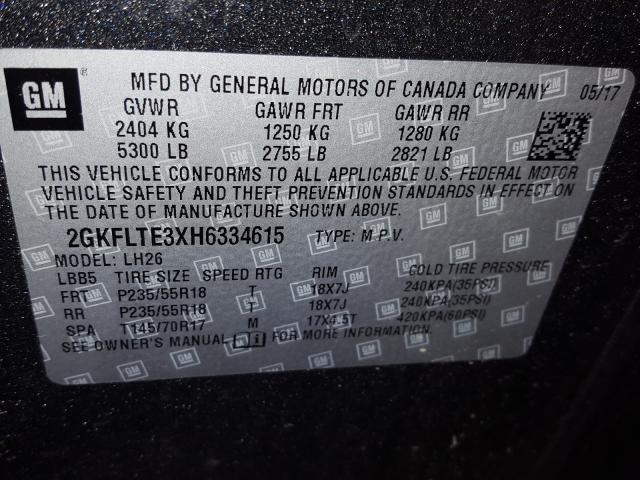 GM ® MFD BY GENERAL MOTORS OF CANADA COMPANY 05/17
GVWR GAWR FRT GAWR RR
2404 KG 1250 KG 1280 KG
5300 LB 2755 LB 2821 LB
THIS VEHICLE CONFORMS TO ALL APPLICABLE U.S. FEDERAL MOTOR
VEHICLE SAFETY AND THEFT PREVENTION STANDARDS IN EFFECT ON
THE DATE OF MANUFACTURE SHOWN ABOVE.
2GKFLTE3XH6334615 TYPE: M.P.V.
MODEL: LH26
LBB5 TIRE SIZE SPEED RTG RIM COLD TIRE PRESSURE
FRT P235/55R18 T 18X7J 240KPA(35PSI)
RR P235/55R18 T 18X7J 240KPA(35PSI)
SPA T145/70R17 M 17X4.5T 420KPA(60PSI)
SEE OWNER'S MANUAL i FOR MORE INFORMATION.